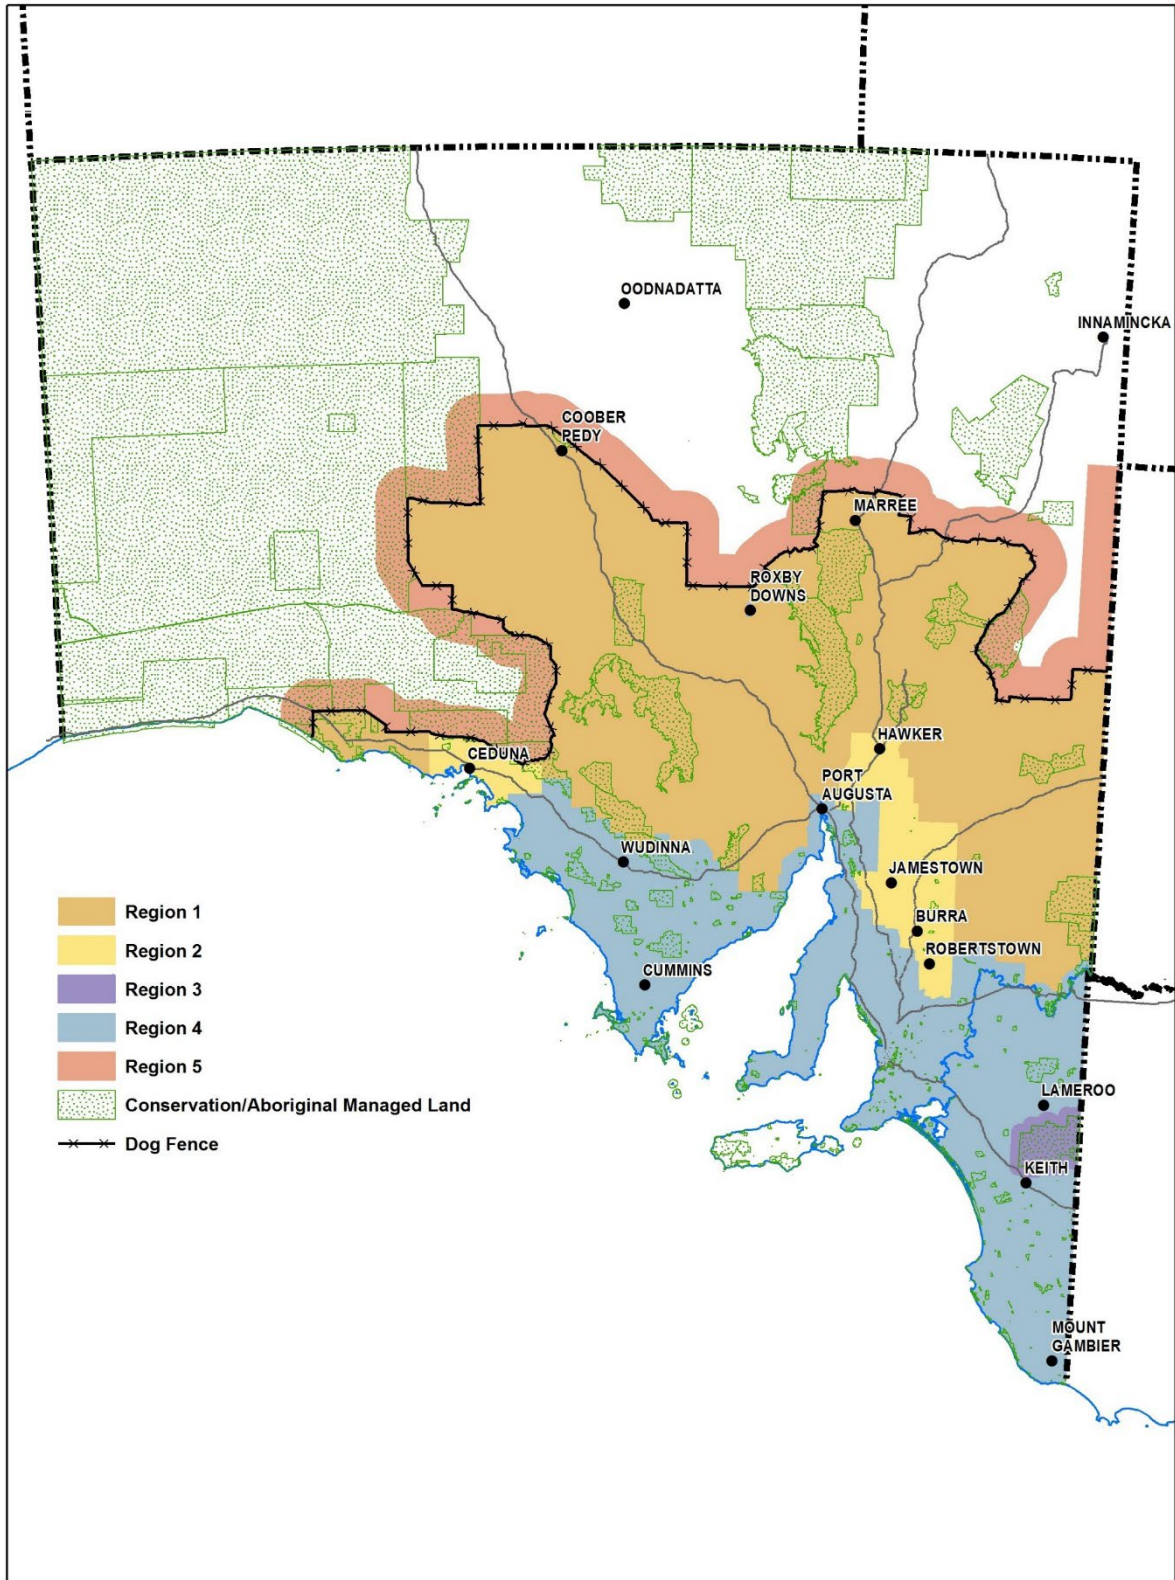 OODNADATTA
INNAMINCKA
COOBER
PEDY
MARREE
ROXBY
DOWNS
HAWKER
CEDUNA
PORT
AUGUSTA
WUDINNA
JAMESTOWN
BURRA
ROBERTSTOWN
CUMMINS
LAMEROO
KEITH
MOUNT
GAMBIER
Region 1
Region 2
Region 3
Region 4
Region 5
Conservation/Aboriginal Managed Land
Dog Fence